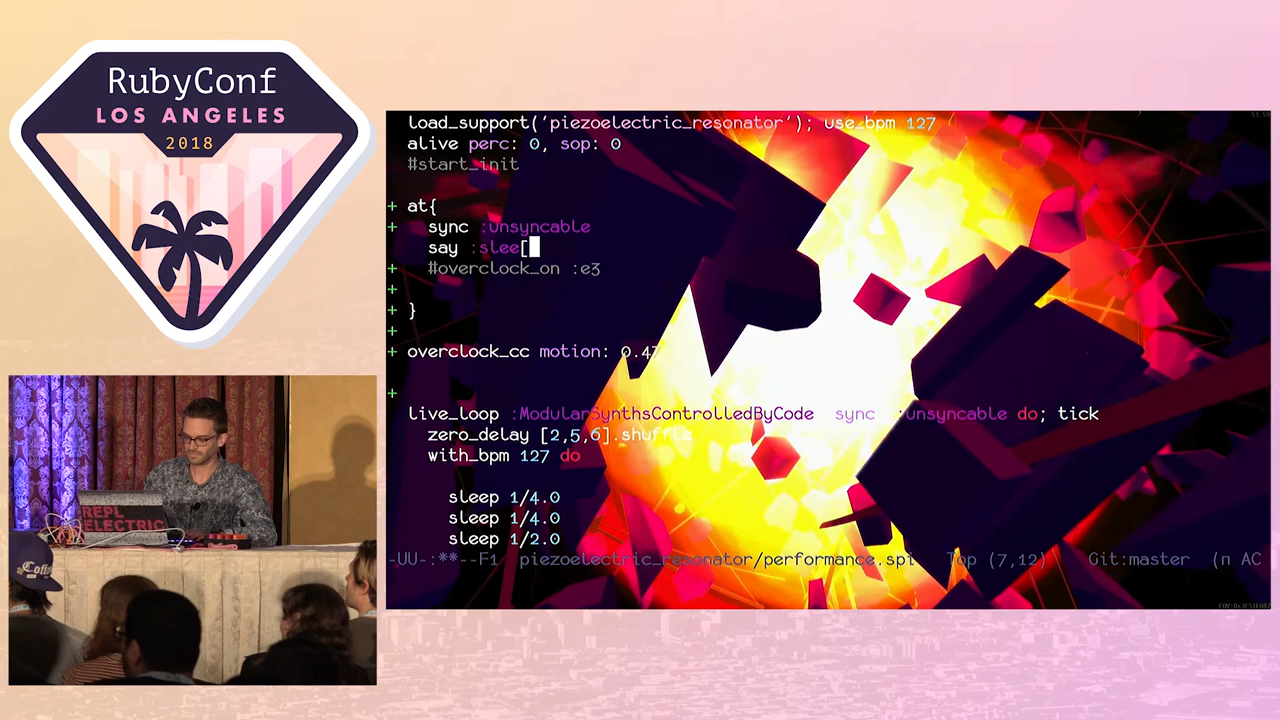 RubyConf
LOS ANGELES
2018
load_support('piezoelectric_resonator'); use_bpm 127
alive perc: 0, sop: 0
#start_init
+ at{
+ sync :unsyncable
say :slee[
+ #overclock_on :e3
+
+ }
+
+ overclock_cc motion: 0.47
+
live_loop :ModularSynthsControlledByCode sync :unsyncable do; tick
zero_delay [2,5,6].shuffle
with_bpm 127 do
sleep 1/4.0
sleep 1/4.0
sleep 1/2.0
-UU-:**--F1 piezoelectric_resonator/performance.spi Top (7,12) Git:master (π AC
REPL
ELECTRIC